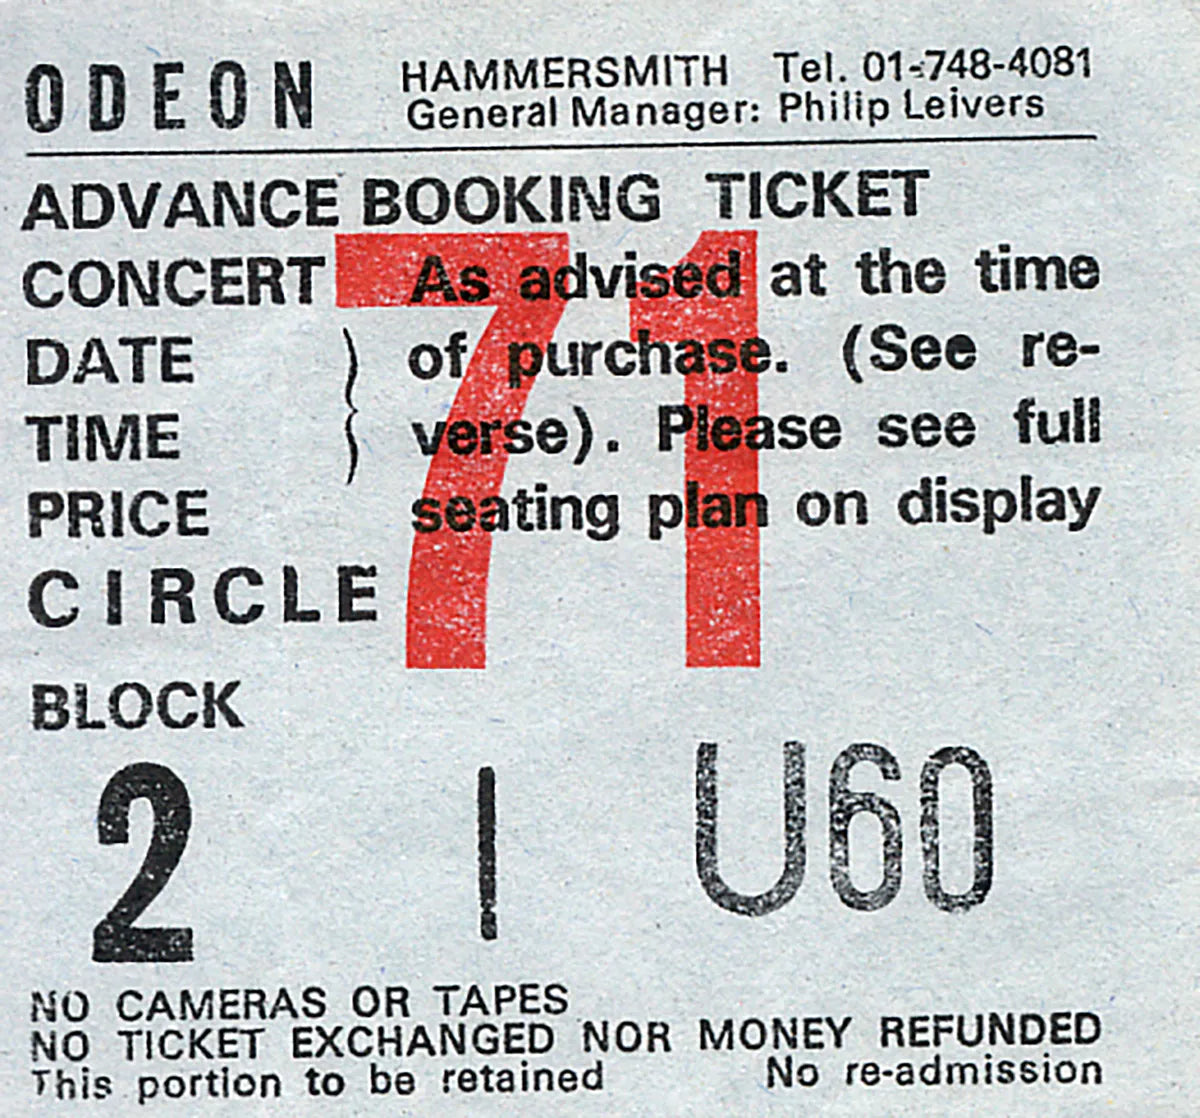 ODEON HAMMERSMITH Tel. 01-748-4081
General Manager: Philip Leivers
ADVANCE BOOKING TICKET
CONCERT As advised at the time
DATE of purchase. (See re-
TIME verse). Please see full
PRICE seating plan on display
71
CIRCLE
BLOCK
2 | U60
NO CAMERAS OR TAPES
NO TICKET EXCHANGED NOR MONEY REFUNDED
This portion to be retained No re-admission